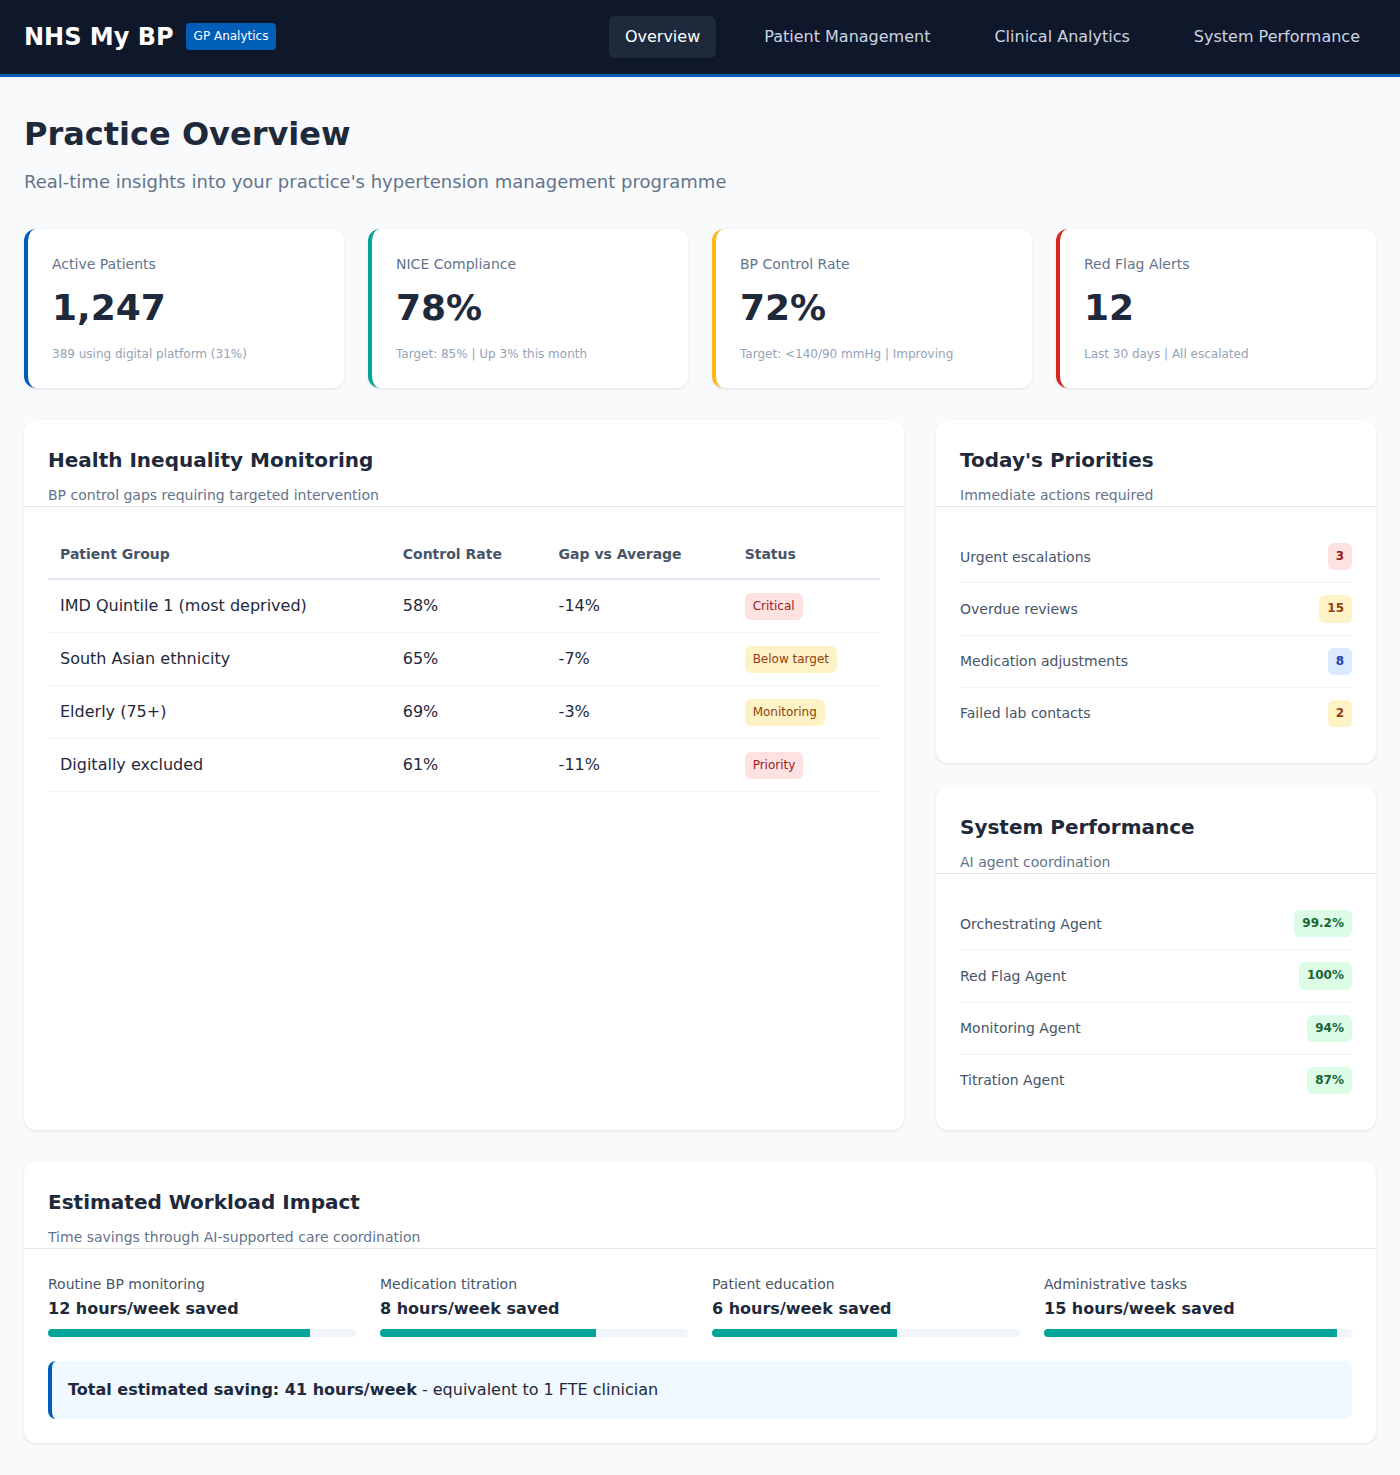 NHS My BP GP Analytics Overview Patient Management Clinical Analytics System Performance
Practice Overview
Real-time insights into your practice's hypertension management programme
Active Patients
1,247
389 using digital platform (31%)
NICE Compliance
78%
Target: 85% | Up 3% this month
BP Control Rate
72%
Target: <140/90 mmHg | Improving
Red Flag Alerts
12
Last 30 days | All escalated
Health Inequality Monitoring
BP control gaps requiring targeted intervention
Patient Group Control Rate Gap vs Average Status
IMD Quintile 1 (most deprived) 58% -14% Critical
South Asian ethnicity 65% -7% Below target
Elderly (75+) 69% -3% Monitoring
Digitally excluded 61% -11% Priority
Today's Priorities
Immediate actions required
Urgent escalations 3
Overdue reviews 15
Medication adjustments 8
Failed lab contacts 2
System Performance
AI agent coordination
Orchestrating Agent 99.2%
Red Flag Agent 100%
Monitoring Agent 94%
Titration Agent 87%
Estimated Workload Impact
Time savings through AI-supported care coordination
Routine BP monitoring
12 hours/week saved
Medication titration
8 hours/week saved
Patient education
6 hours/week saved
Administrative tasks
15 hours/week saved
Total estimated saving: 41 hours/week - equivalent to 1 FTE clinician